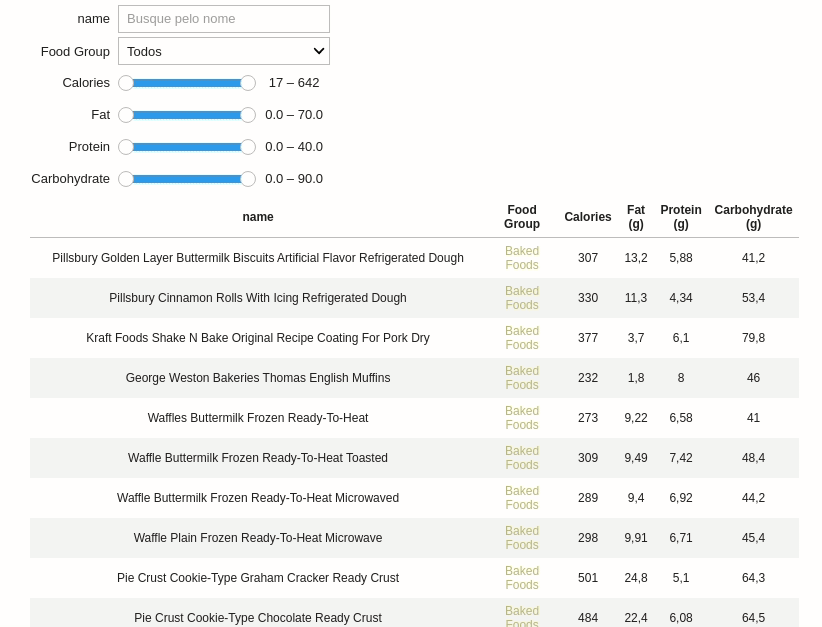 name Busque pelo nome
Food Group Todos
Calories 17 – 642
Fat 0.0 – 70.0
Protein 0.0 – 40.0
Carbohydrate 0.0 – 90.0
name Food Group Calories Fat (g) Protein (g) Carbohydrate (g)
Pillsbury Golden Layer Buttermilk Biscuits Artificial Flavor Refrigerated Dough Baked Foods 307 13,2 5,88 41,2
Pillsbury Cinnamon Rolls With Icing Refrigerated Dough Baked Foods 330 11,3 4,34 53,4
Kraft Foods Shake N Bake Original Recipe Coating For Pork Dry Baked Foods 377 3,7 6,1 79,8
George Weston Bakeries Thomas English Muffins Baked Foods 232 1,8 8 46
Waffles Buttermilk Frozen Ready-To-Heat Baked Foods 273 9,22 6,58 41
Waffle Buttermilk Frozen Ready-To-Heat Toasted Baked Foods 309 9,49 7,42 48,4
Waffle Buttermilk Frozen Ready-To-Heat Microwaved Baked Foods 289 9,4 6,92 44,2
Waffle Plain Frozen Ready-To-Heat Microwave Baked Foods 298 9,91 6,71 45,4
Pie Crust Cookie-Type Graham Cracker Ready Crust Baked Foods 501 24,8 5,1 64,3
Pie Crust Cookie-Type Chocolate Ready Crust Baked Foods 484 22,4 6,08 64,5